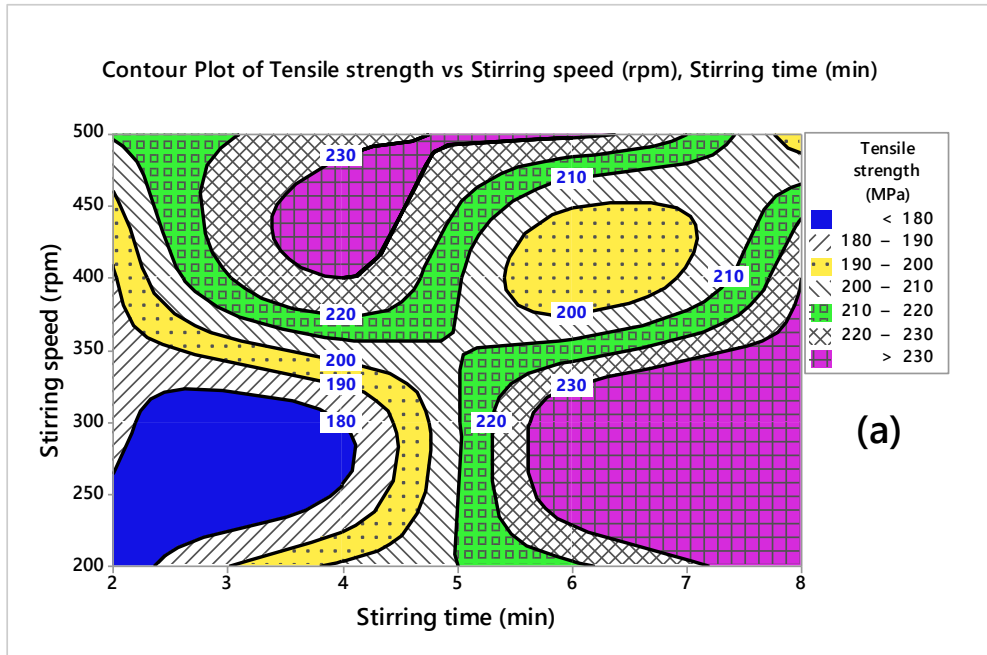 Contour Plot of Tensile strength vs Stirring speed (rpm), Stirring time (min)
500
450
400
350
300
250
200
Stirring speed (rpm)
230
210
210
220
200
200
190
230
180
220
2 3 4 5 6 7 8
Stirring time (min)
Tensile
strength
(MPa)
< 180
180 – 190
190 – 200
200 – 210
210 – 220
220 – 230
> 230
(a)